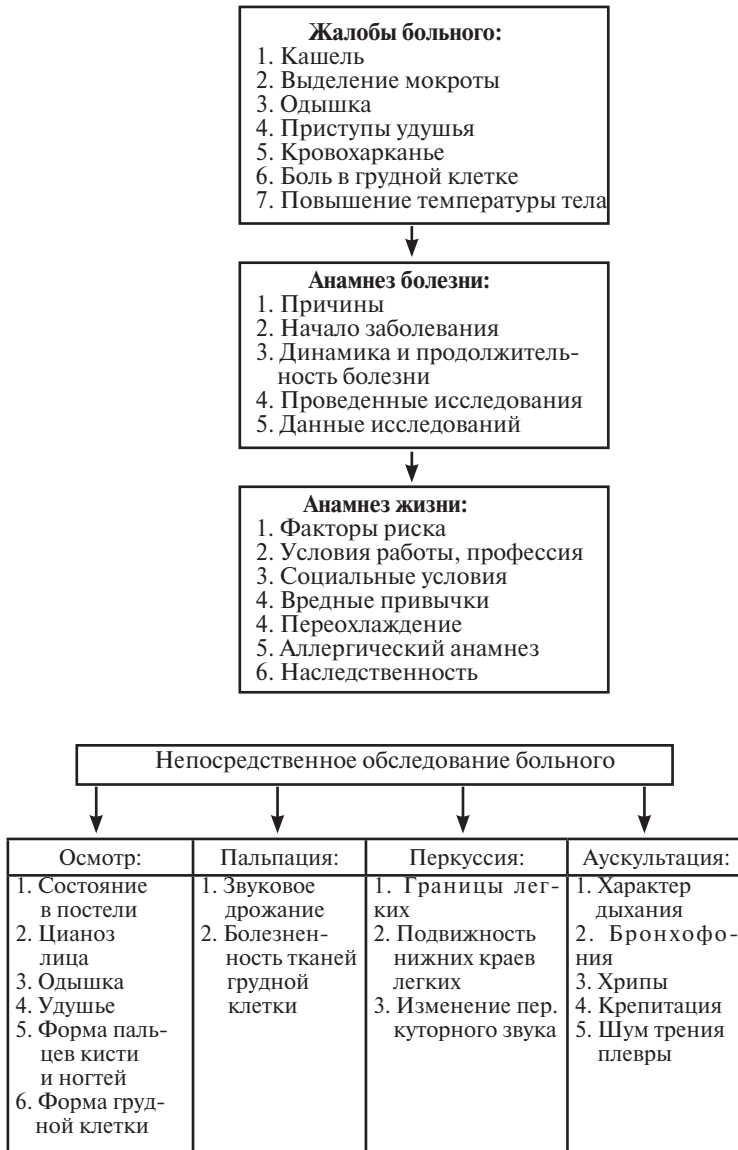 Жалобы больного:
1. Кашель
2. Выделение мокроты
3. Одышка
4. Приступы удушья
5. Кровохарканье
6. Боль в грудной клетке
7. Повышение температуры тела
Анамнез болезни:
1. Причины
2. Начало заболевания
3. Динамика и продолжитель-
ность болезни
4. Проведенные исследования
5. Данные исследований
Анамнез жизни:
1. Факторы риска
2. Условия работы, профессия
3. Социальные условия
4. Вредные привычки
4. Переохлаждение
5. Аллергический анамнез
6. Наследственность
Непосредственное обследование больного
Осмотр:
1. Состояние
в постели
2. Цианоз
лица
3. Одышка
4. Удушье
5. Форма паль-
цев кисти
и ногтей
6. Форма груд-
ной клетки
Пальпация:
1. Звуковое
дрожание
2. Болезнен-
ность тканей
грудной
клетки
Перкуссия:
1. Границы лег-
ких
2. Подвижность
нижних краев
легких
3. Изменение пер.
куторного звука
Аускультация:
1. Характер
дыхания
2. Бронхофо-
ния
3. Хрипы
4. Крепитация
5. Шум трения
плевры